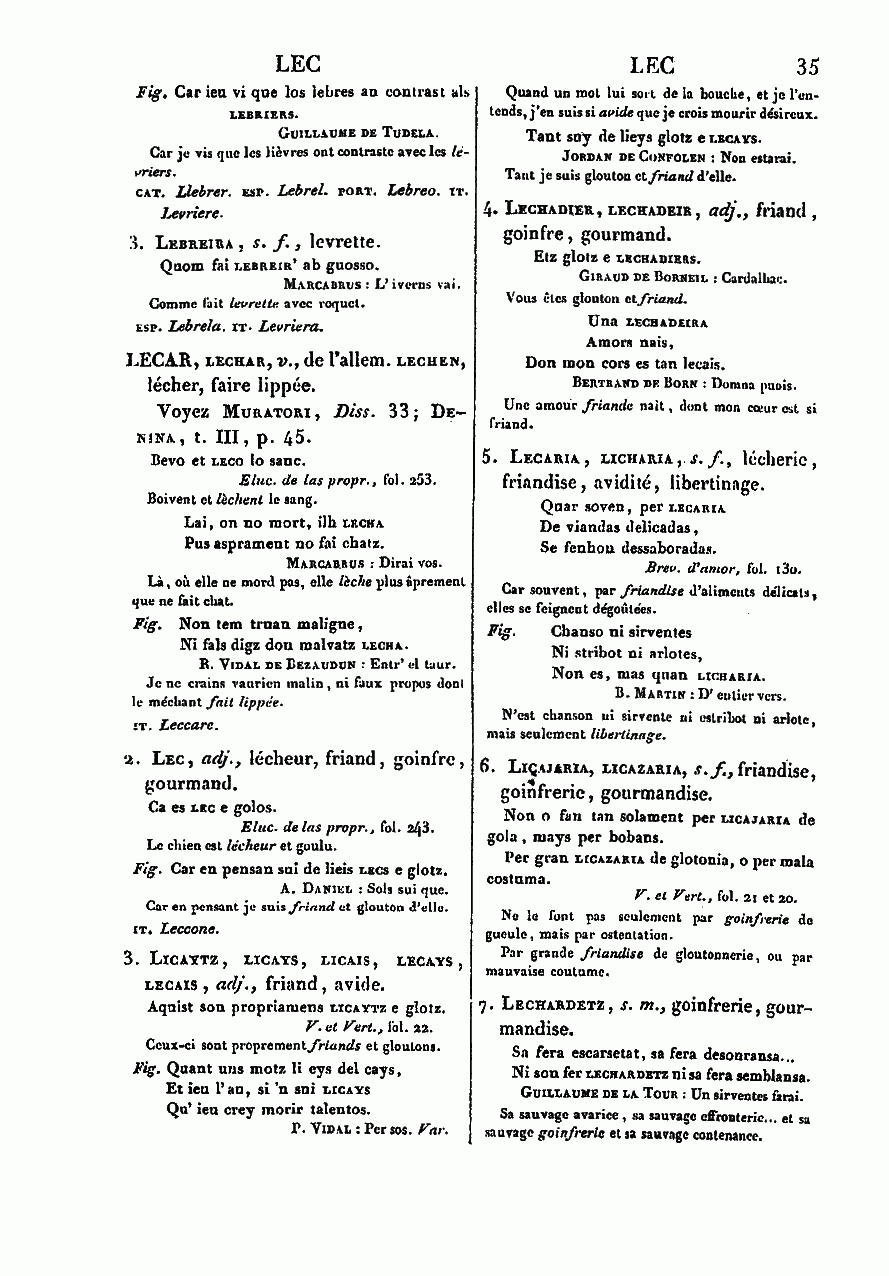 LEC
LEC 35
Fig. Car ieu vi que los lebres an contrast als
LEBRIERS.
GUILLAUME DE TUDELA.
Car je vis que les lièvres ont contraste avec les lé-
vriers.
CAT. Llebrer. ESP. Lebrel. PORT. Lebreo. IT.
Levriere.
3. LEBREIRA, s. f., levrette.
Quom fai LEBREIR' ab guosso.
MARCABRUS : L'iverns vai.
Comme fait levrette avec roquet.
ESP. Lebrela. IT. Levriera.
LECAR, LECHAR, v., de l'allem. LECHEN,
lécher, faire lippée.
Voyez MURATORI, Diss. 33; DE-
NINA, t. III, p. 45.
Bevo et LECO lo sanc.
Eluc. de las propr., fol. 253.
Boivent et lèchent le sang.
Lai, on no mort, ilh LECHA
Pus asprament no fai chatz.
MARCABRUS : Dirai vos.
Là, où elle ne mord pas, elle lèche plus âprement
que ne fait chat.
Fig. Non tem truan maligne,
Ni fals digz don malvatz LECHA.
R. VIDAL DE BEZAUDUN : Entr' el taur.
Je ne crains vaurien malin, ni faux propos dont
le méchant fait lippée.
IT. Leccare.
2. LEC, adj., lécheur, friand, goinfre,
gourmand.
Ca es LEC e golos.
Eluc. de las propr., fol. 243.
Le chien est lécheur et goulu.
Fig. Car en pensan sui de lieis LECS e glotz.
A. DANIEL : Sols sui que.
Car en pensant je suis friand et glouton d'elle.
IT. Leccone.
3. LICAYTZ, LICAYS, LICAIS, LECAYS,
LECAIS, adj., friand, avide.
Aquist son propriamens LICAYTZ e glotz.
V. et Vert., fol. 22.
Ceux-ci sont proprement friands et gloutons.
Fig. Quant uns motz li eys del cays,
Et ieu l'au, si 'n sui LICAYS
Qu' ieu crey morir talentos.
P. VIDAL : Per sos. Var.
Quand un mot lui sort de la bouche, et je l'en-
tends, j'en suis si avide que je crois mourir désireux.
Tant soy de lieys glotz e LECAYS.
JORDAN DE CONFOLEN : Non estarai.
Tant je suis glouton et friand d'elle.
4. LECHADIER, LECHADEIR, adj., friand,
goinfre, gourmand.
Etz glotz e LECHADIERS.
GIRAUD DE BORNEIL : Cardalhac.
Vous êtes glouton et friand.
Una LECHADEIRA
Amors nais,
Don mon cors es tan lecais.
BERTRAND DE BORN : Domna puois.
Une amour friande nait, dont mon cœur est si
friand.
5. LECARIA, LICHARIA, s. f., lécherie,
friandise, avidité, libertinage.
Quar soven, per LECARIA
De viandas delicadas,
Se fenhon dessaboradas.
Brev. d'amor, fol. 130.
Car souvent, par friandise d'aliments délicats,
elles se feignent dégoûtées.
Fig. Chanso ni sirventes
Ni stribot ni arlotes,
Non es, mas quan LICHARIA.
B. MARTIN : D'entier vers.
N'est chanson ni sirvente ni estribot ni arlote,
mais seulement libertinage.
6. LIÇAJARIA, LICAZARIA, s. f., friandise,
goinfrerie, gourmandise.
Non o fan tan solament per LICAJARIA de
gola, mays per bobans.
Per gran LICAZARIA de glotonia, o per mala
costuma.
V. et Vert., fol. 21 et 20.
Ne le font pas seulement par goinfrerie de
gueule, mais par ostentation.
Par grande friandise de gloutonnerie, ou par
mauvaise coutume.
7. LECHARDETZ, s. m., goinfrerie, gour-
mandise.
Sa fera escarsetat, sa fera desonransa...
Ni son fer LECHARDETZ ni sa fera semblansa.
GUILLAUME DE LA TOUR : Un sirventes farai.
Sa sauvage avarice, sa sauvage effronterie... et sa
sauvage goinfrerie et sa sauvage contenance.